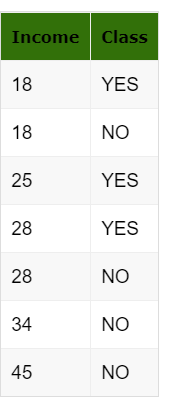 Income Class
18 YES
18 NO
25 YES
28 YES
28 NO
34 NO
45 NO